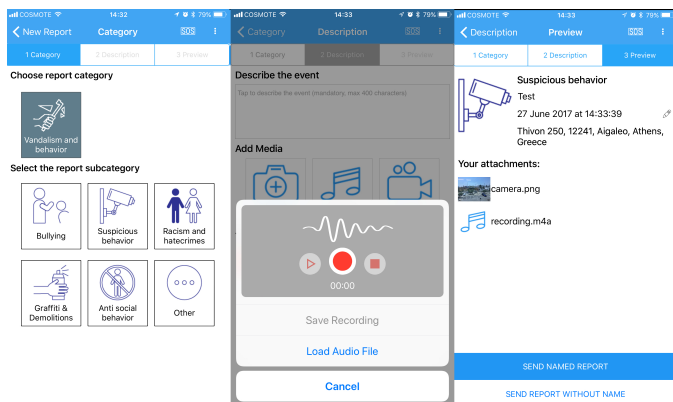 COSMOTE 14:32 79%
New Report Category SOS
1 Category 2 Description 3 Preview
Choose report category
Vandalism and
behavior
Select the report subcategory
Bullying
Suspicious
behavior
Racism and
hatecrimes
Graffiti &
Demolitions
Anti social
behavior
Other
COSMOTE 14:33 79%
Category Description SOS
1 Category 2 Description 3 Preview
Describe the event
Tap to describe the event (mandatory, max 400
characters)
Add Media
00:00
Save Recording
Load Audio File
Cancel
COSMOTE 14:33 79%
Description Preview SOS
1 Category 2 Description 3 Preview
Suspicious behavior
Test
27 June 2017 at 14:33:39
Thivon 250, 12241, Aigaleo, Athens,
Greece
Your attachments:
camera.png
recording.m4a
SEND NAMED REPORT
SEND REPORT WITHOUT NAME